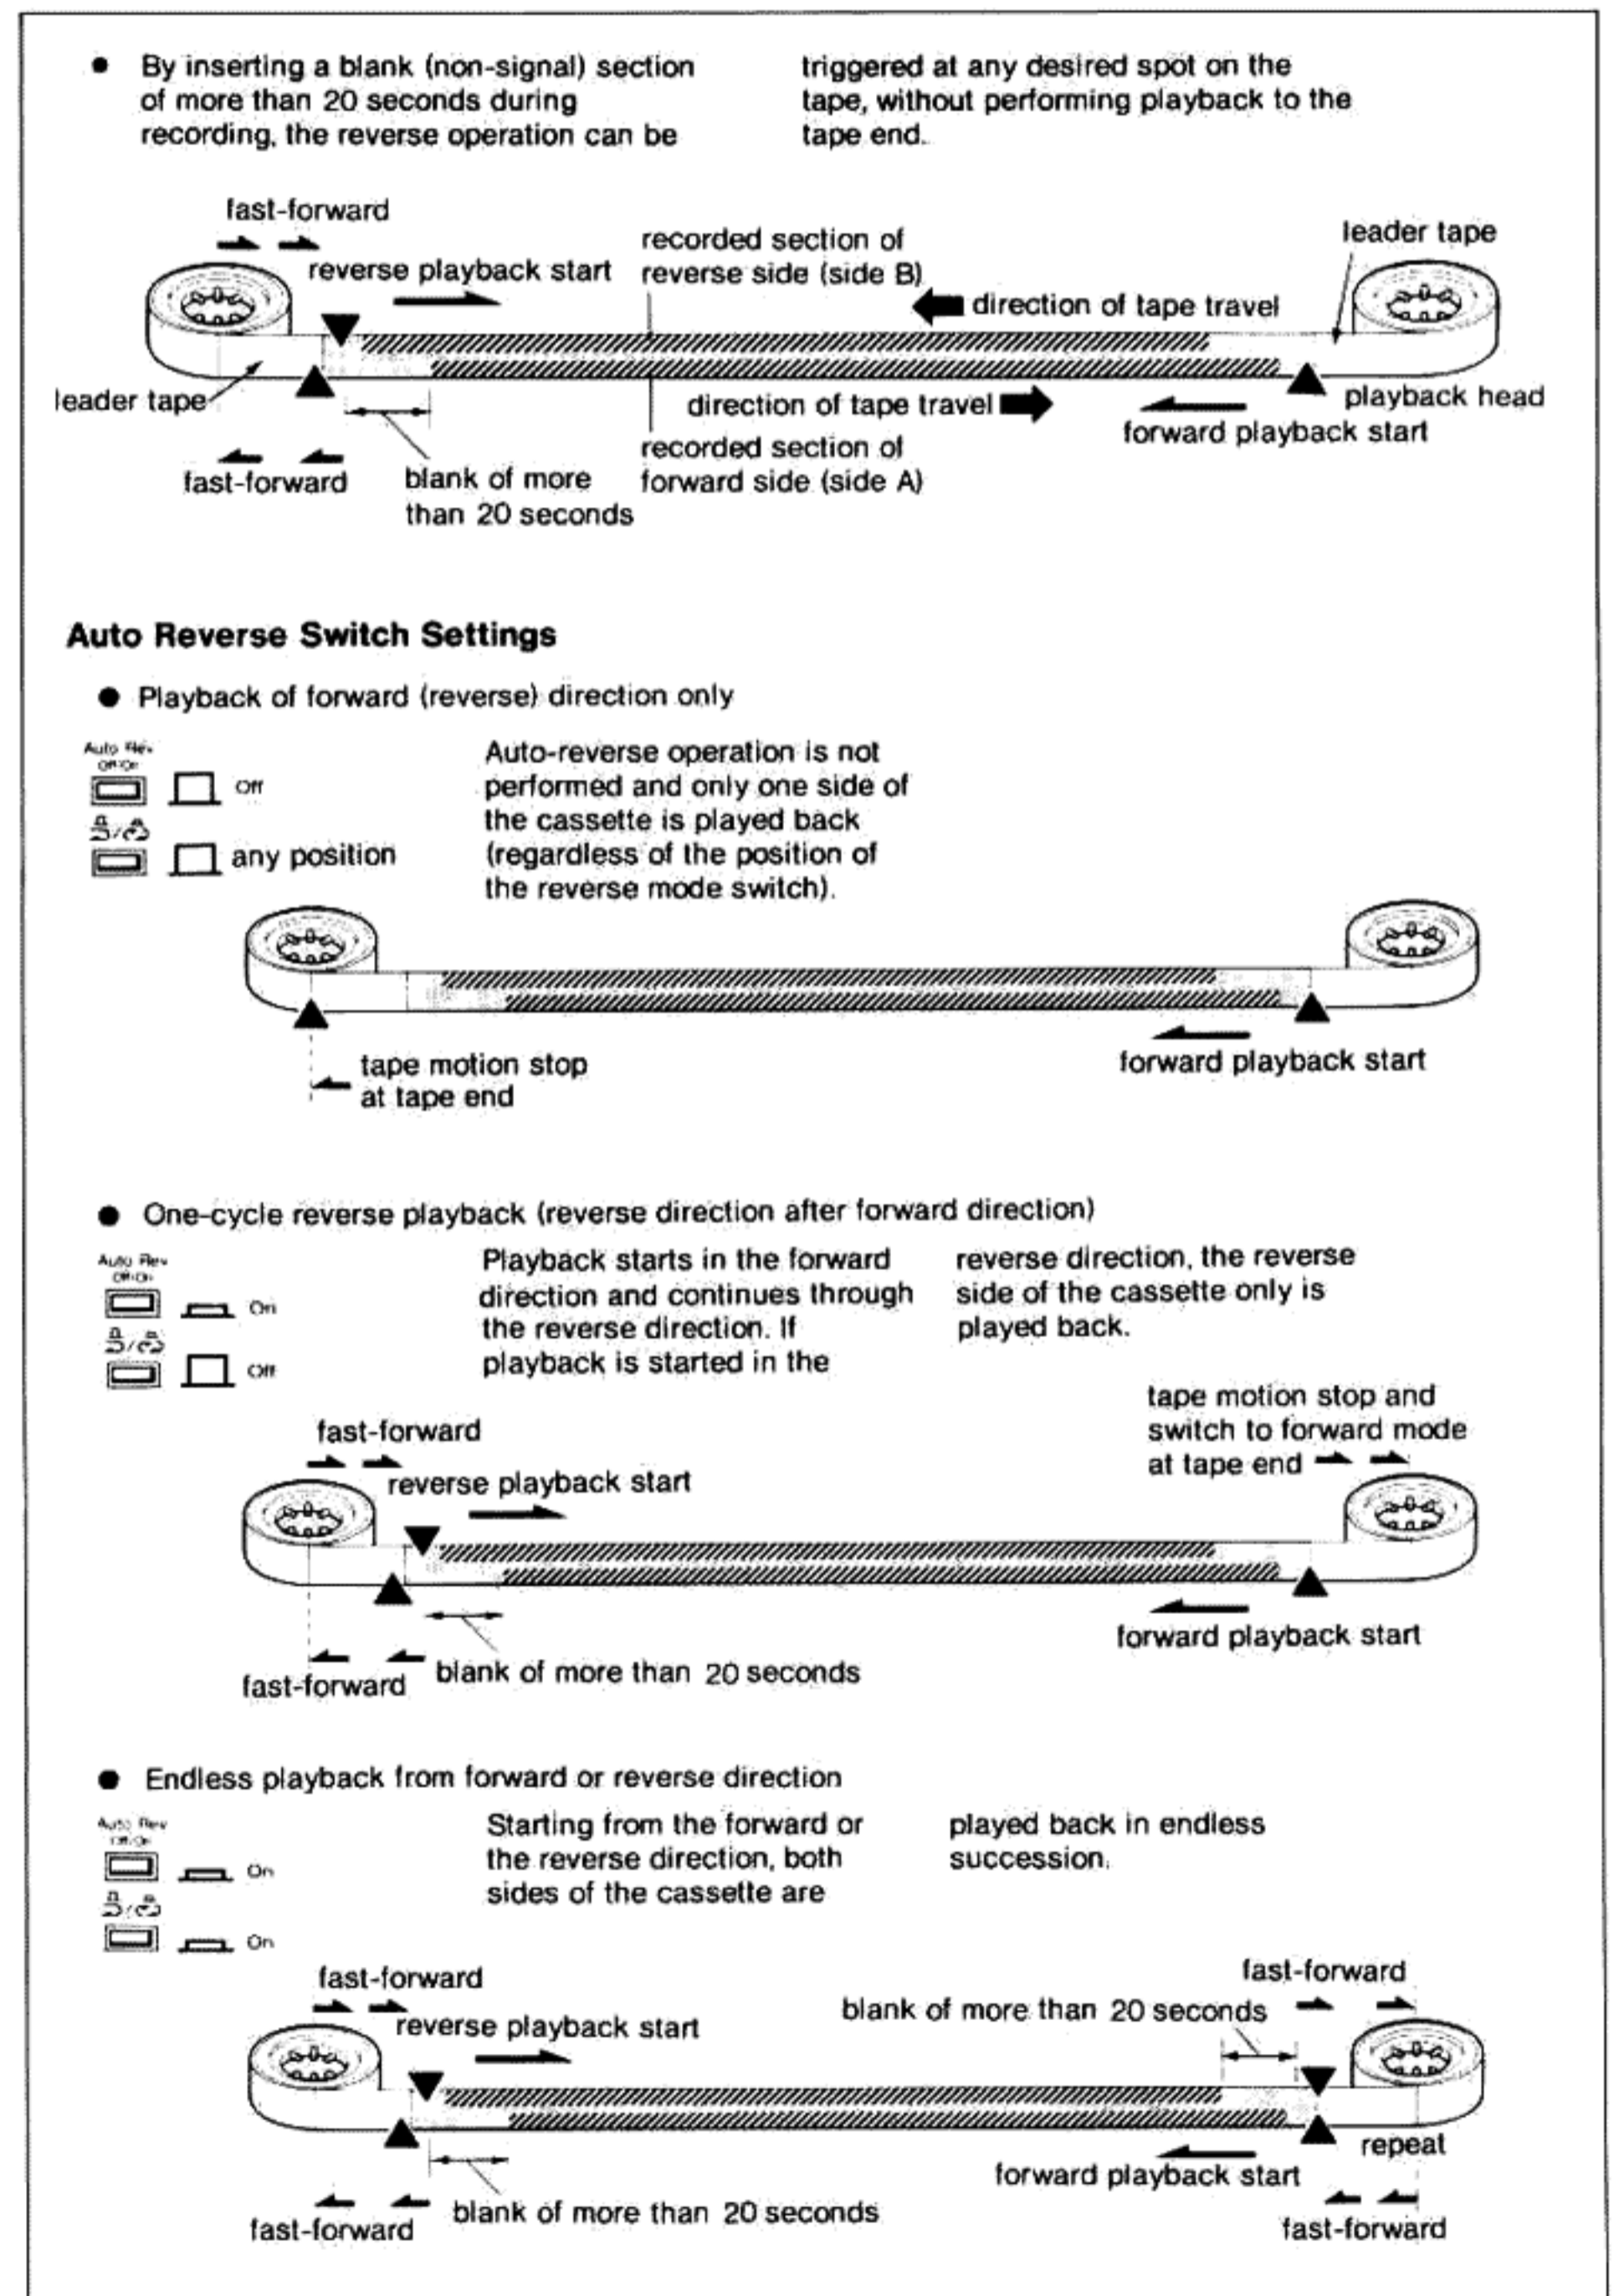 ● By inserting a blank (non-signal) section
of more than 20 seconds during
recording, the reverse operation can be
triggered at any desired spot on the
tape, without performing playback to the
tape end.
fast-forward
reverse playback start
recorded section of
reverse side (side B)
direction of tape travel
leader tape
leader tape
direction of tape travel
playback head
forward playback start
fast-forward
blank of more
than 20 seconds
recorded section of
forward side (side A)
Auto Reverse Switch Settings
● Playback of forward (reverse) direction only
Auto Rev
Off/On
Off
any position
Auto-reverse operation is not
performed and only one side of
the cassette is played back
(regardless of the position of
the reverse mode switch).
tape motion stop
at tape end
forward playback start
● One-cycle reverse playback (reverse direction after forward direction)
Auto Rev
Off/On
On
Off
Playback starts in the forward
direction and continues through
the reverse direction. If
playback is started in the
reverse direction, the reverse
side of the cassette only is
played back.
tape motion stop and
switch to forward mode
at tape end
fast-forward
reverse playback start
forward playback start
fast-forward
blank of more than 20 seconds
● Endless playback from forward or reverse direction
Auto Rev
Off/On
On
On
Starting from the forward or
the reverse direction, both
sides of the cassette are
played back in endless
succession.
fast-forward
reverse playback start
blank of more than 20 seconds
fast-forward
repeat
forward playback start
fast-forward
blank of more than 20 seconds
fast-forward